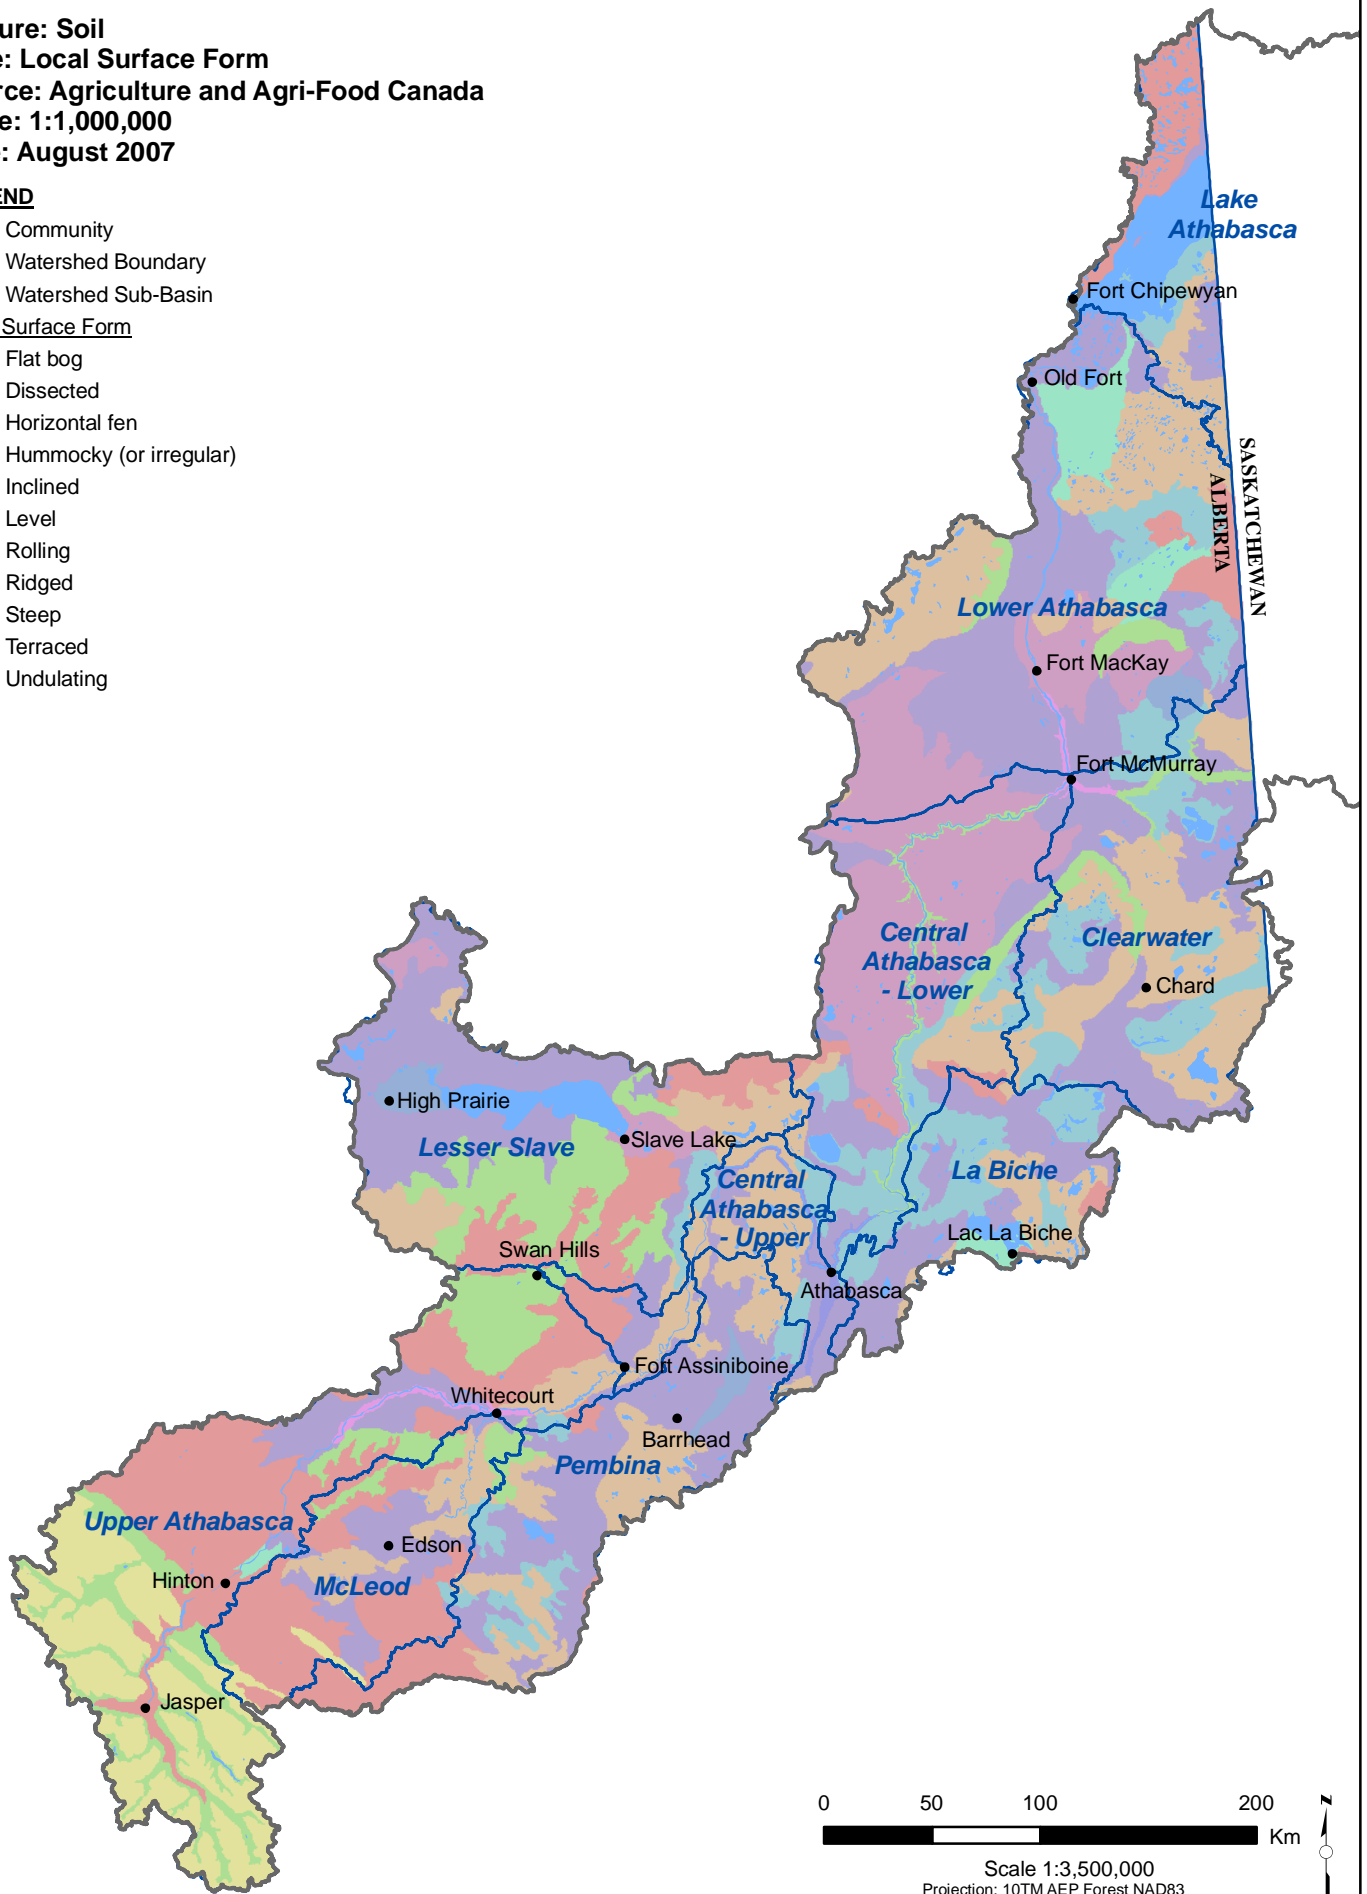 ure: Soil
e: Local Surface Form
rce: Agriculture and Agri-Food Canada
e: 1:1,000,000
e: August 2007
END
Community
Watershed Boundary
Watershed Sub-Basin
Surface Form
Flat bog
Dissected
Horizontal fen
Hummocky (or irregular)
Inclined
Level
Rolling
Ridged
Steep
Terraced
Undulating
Lake
Athabasca
Fort Chipewyan
Old Fort
SASKATCHEWAN
ALBERTA
Lower Athabasca
Fort MacKay
Fort McMurray
Central
Athabasca
- Lower
Clearwater
Chard
High Prairie
Lesser Slave
Slave Lake
Central
Athabasca
- Upper
La Biche
Lac La Biche
Swan Hills
Athabasca
Fort Assiniboine
Whitecourt
Barrhead
Pembina
Upper Athabasca
Edson
Hinton
McLeod
Jasper
0 50 100 200
Km
N
Scale 1:3,500,000
Projection: 10TM AEP Forest NAD83